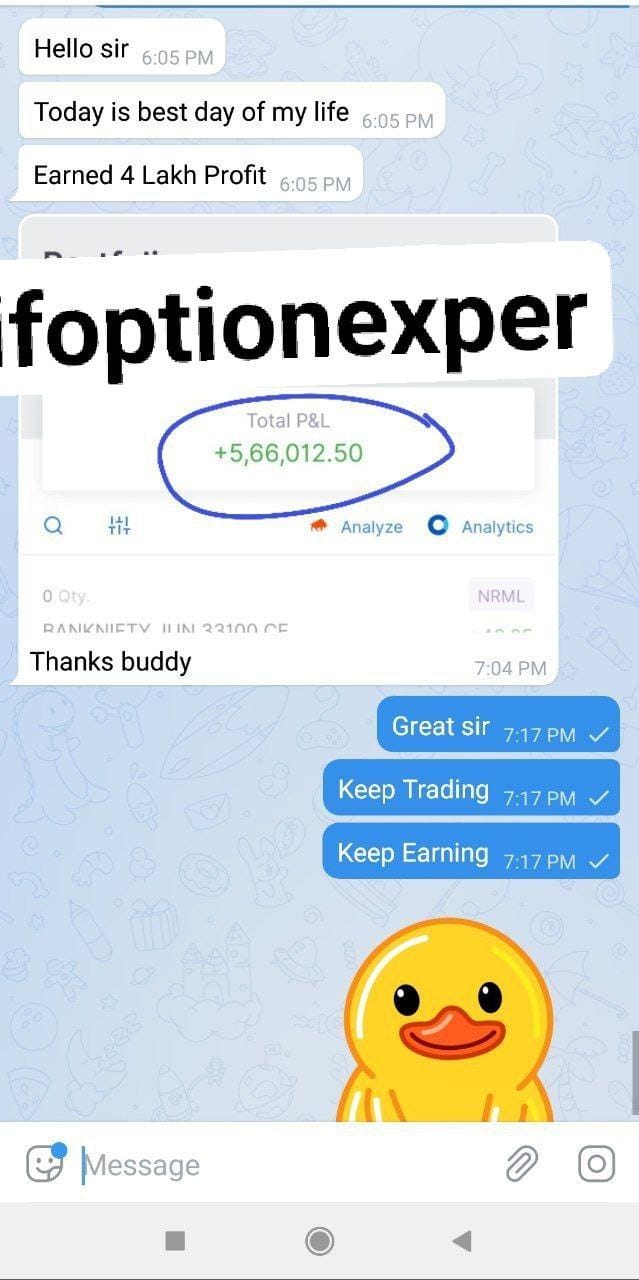 Hello sir 6:05 PM
Today is best day of my life 6:05 PM
Earned 4 Lakh Profit 6:05 PM
ifoptionexper
Total P&L
+5,66,012.50
Analyze Analytics
0 Qty. NRML
BANKNIFTY JUN 33100 CE
Thanks buddy 7:04 PM
Great sir 7:17 PM
Keep Trading 7:17 PM
Keep Earning 7:17 PM
Message